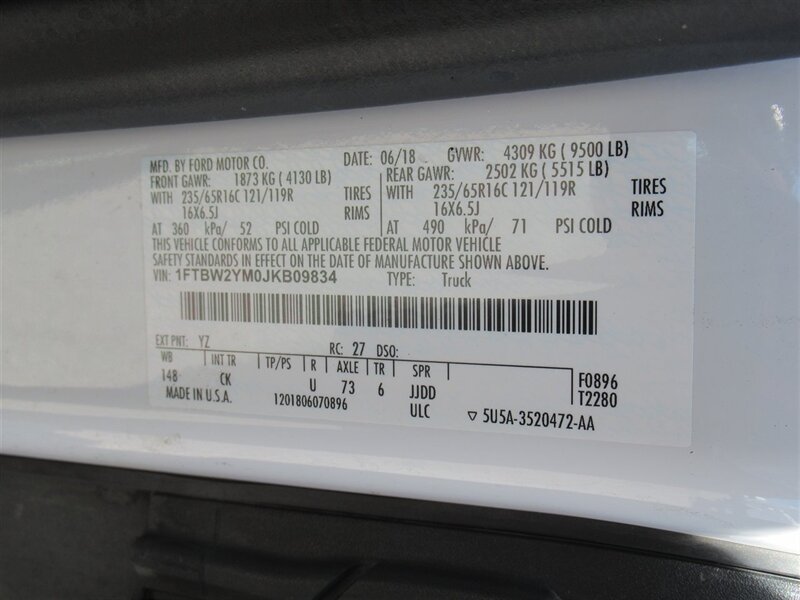 MFD. BY FORD MOTOR CO. DATE: 06/18 GVWR: 4309 KG ( 9500 LB)
FRONT GAWR: 1873 KG ( 4130 LB) REAR GAWR: 2502 KG ( 5515 LB)
WITH 235/65R16C 121/119R TIRES WITH 235/65R16C 121/119R TIRES
16X6.5J RIMS 16X6.5J RIMS
AT 360 kPa/ 52 PSI COLD AT 490 kPa/ 71 PSI COLD
THIS VEHICLE CONFORMS TO ALL APPLICABLE FEDERAL MOTOR VEHICLE
SAFETY STANDARDS IN EFFECT ON THE DATE OF MANUFACTURE SHOWN ABOVE.
VIN: 1FTBW2YM0JKB09834 TYPE: Truck
EXT PNT: YZ RC: 27 DSO:
WB INT TR TP/PS R AXLE TR SPR
148 CK U 73 6 JJDD F0896
MADE IN U.S.A. 1201806070896 ULC T2280
▽ 5U5A-3520472-AA